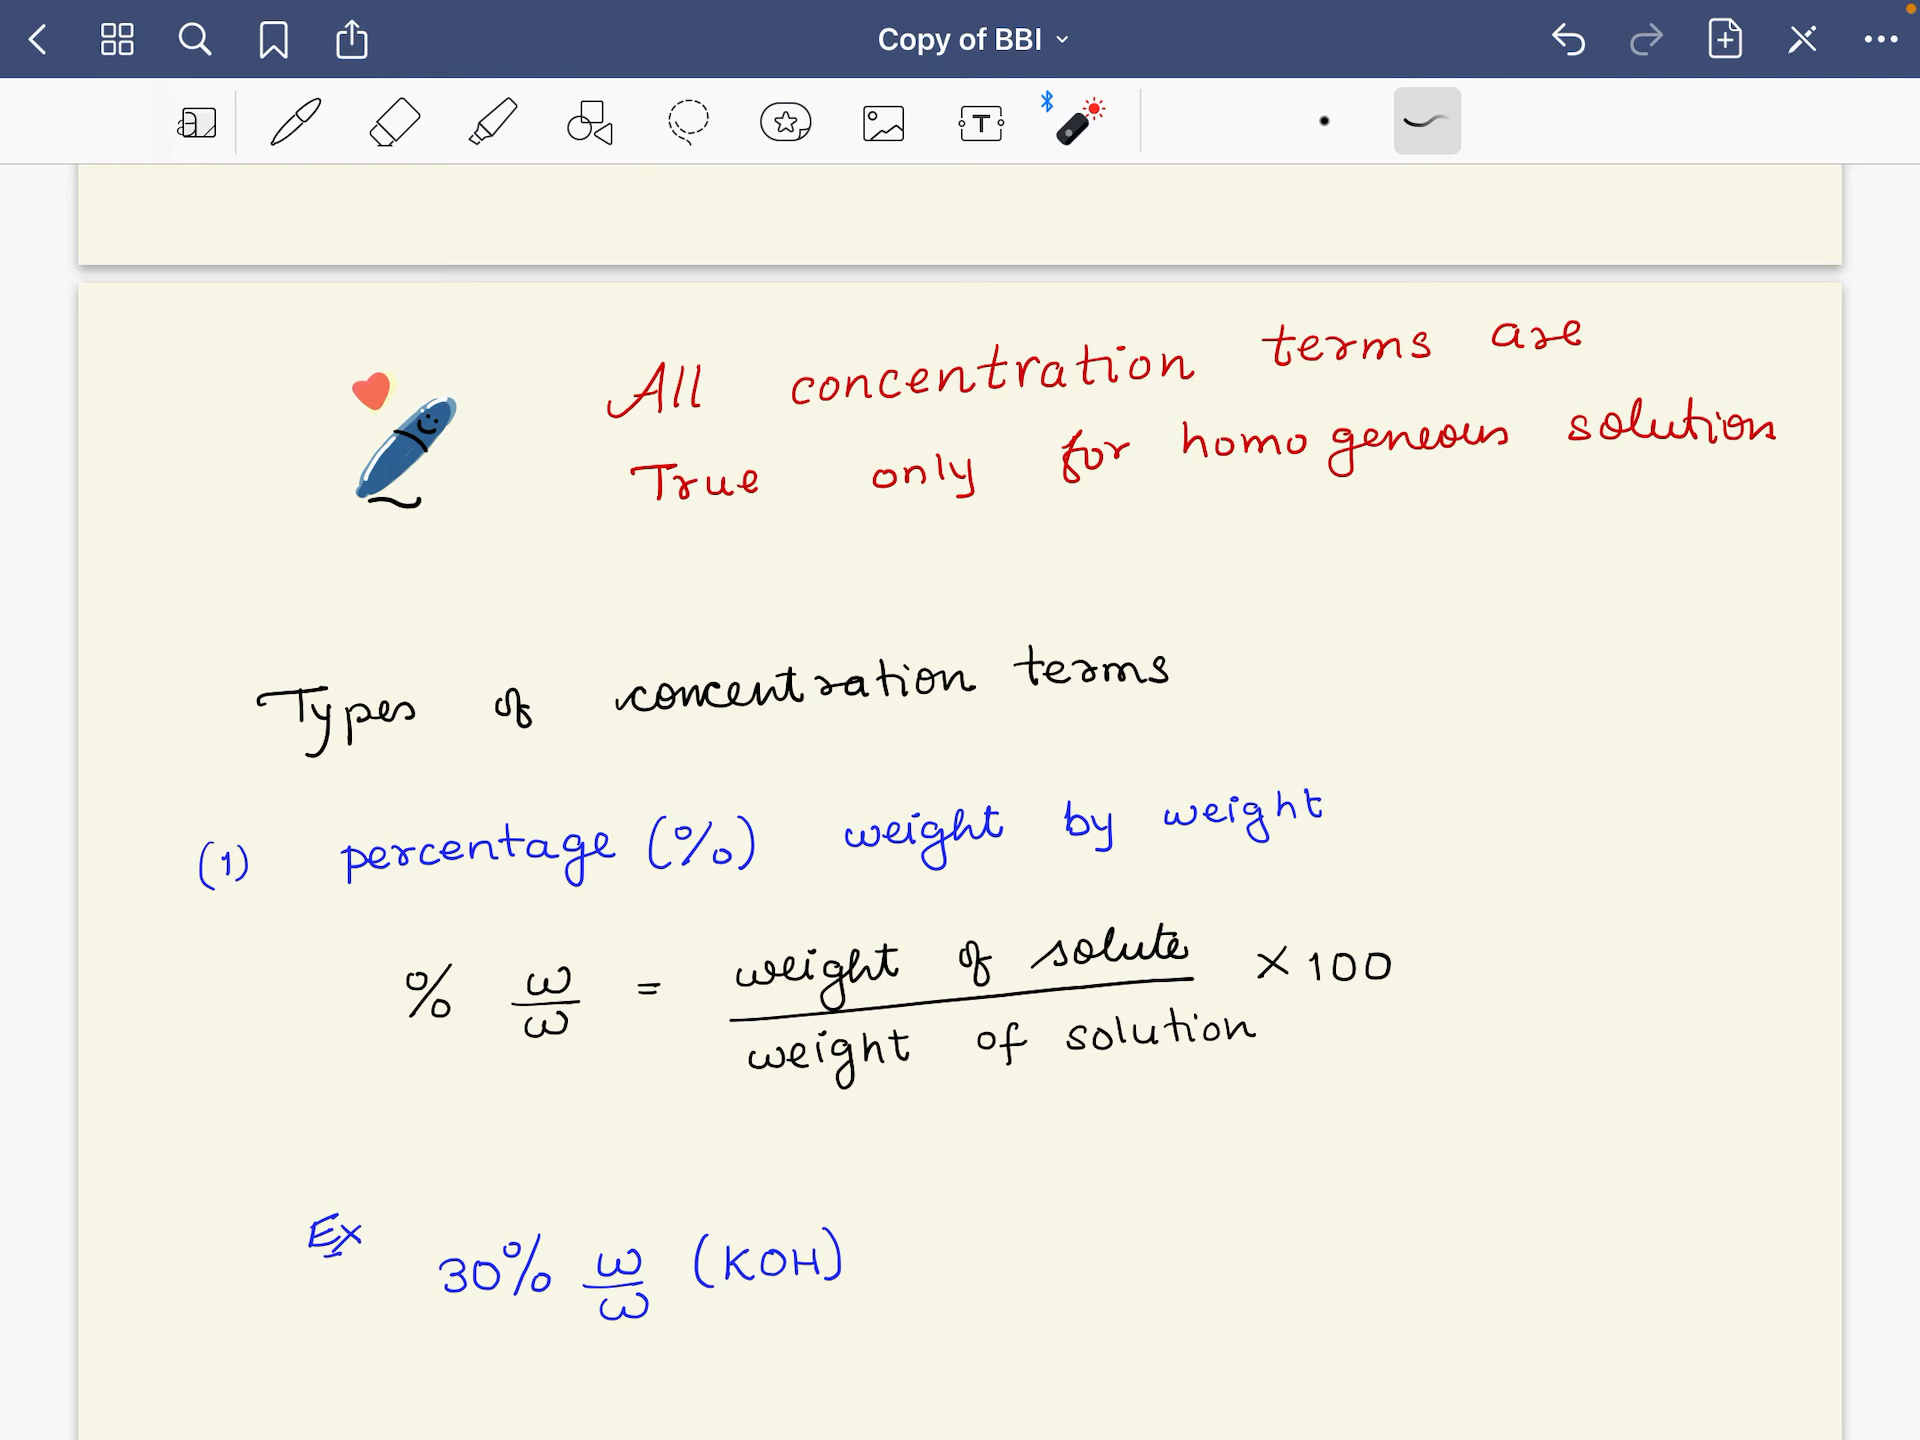 Copy of BBI
T
All concentration terms are
True only for homogeneous solution
Types of concentration terms
(1) percentage (%) weight by weight
% w/w = weight of solute / weight of solution × 100
Ex
30% w/w (KOH)